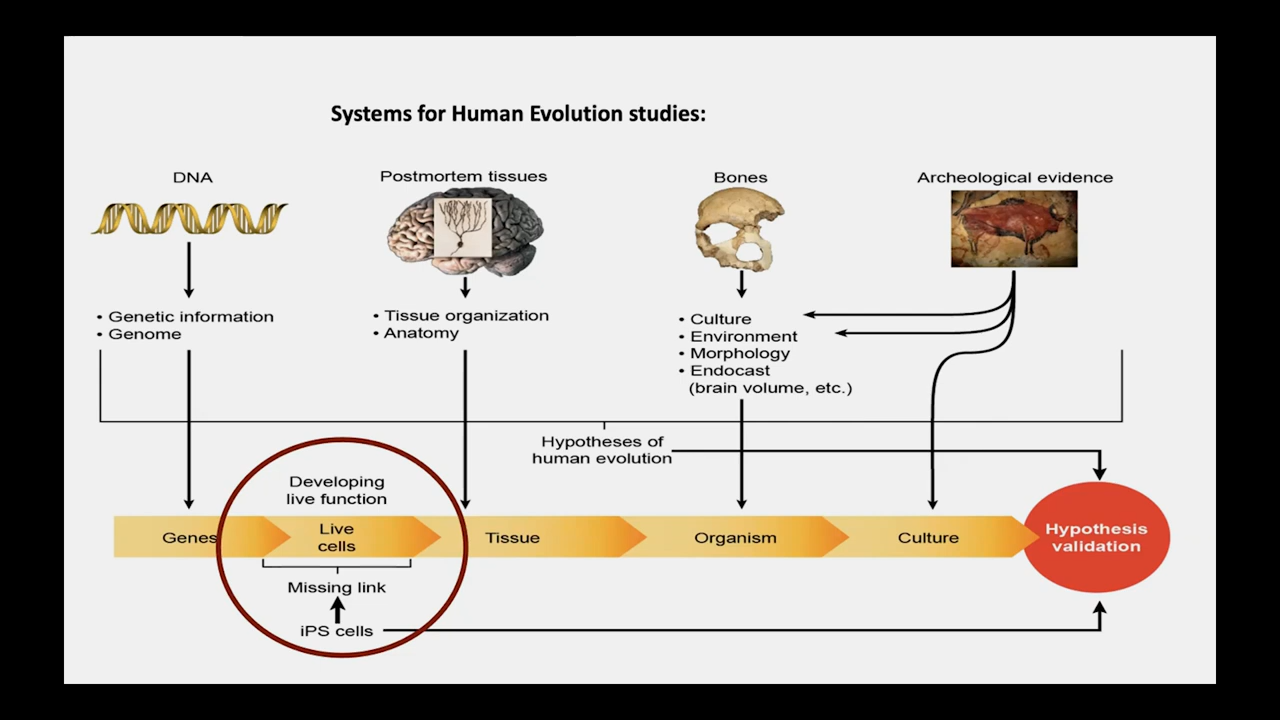 Systems for Human Evolution studies:
DNA
Postmortem tissues
Bones
Archeological evidence
• Genetic information
• Genome
• Tissue organization
• Anatomy
• Culture
• Environment
• Morphology
• Endocast
(brain volume, etc.)
Hypotheses of
human evolution
Developing
live function
Genes
Live
cells
Tissue
Organism
Culture
Hypothesis
validation
Missing link
iPS cells